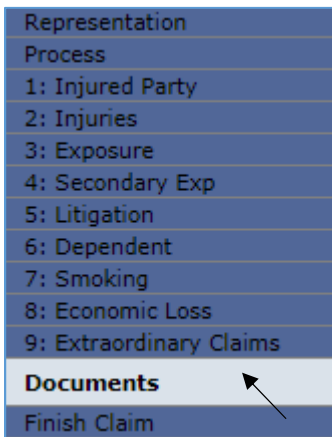 Representation
Process
1: Injured Party
2: Injuries
3: Exposure
4: Secondary Exp
5: Litigation
6: Dependent
7: Smoking
8: Economic Loss
9: Extraordinary Claims
Documents
Finish Claim